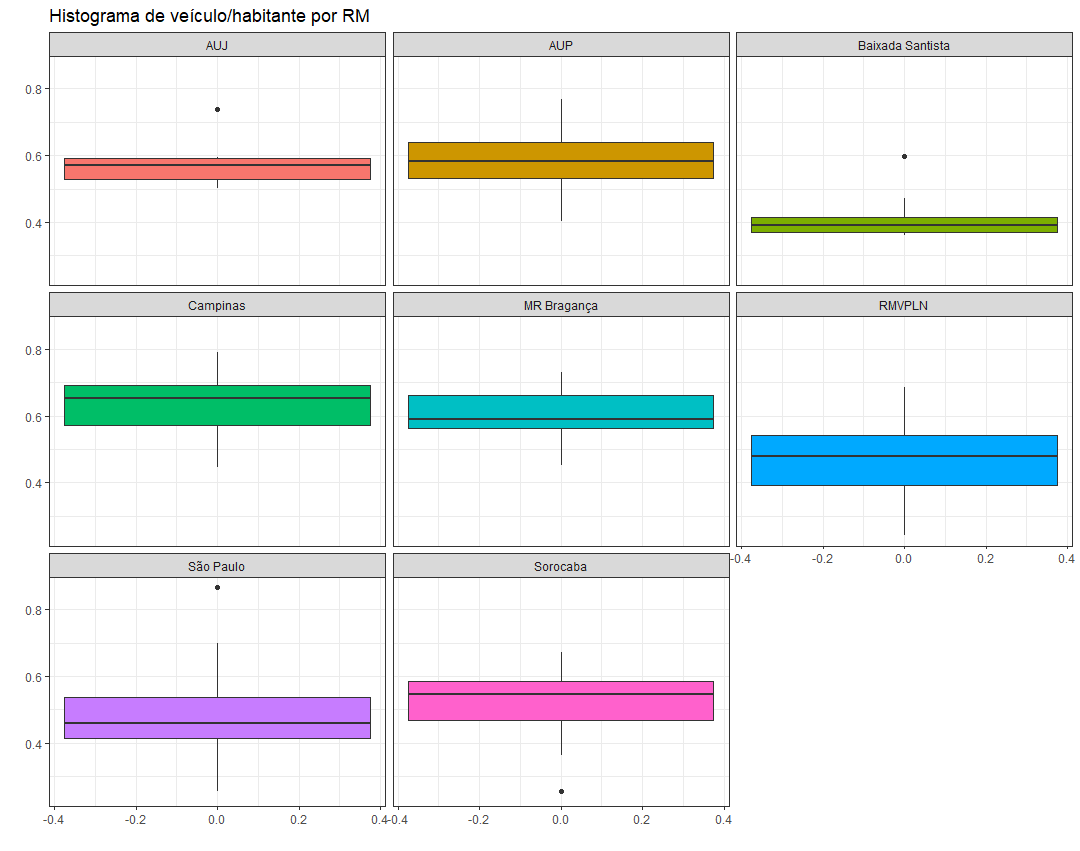 Histograma de veículo/habitante por RM
AUJ AUP Baixada Santista
0.8
0.6
0.4
Campinas MR Bragança RMVPLN
0.8
0.6
0.4
-0.4 -0.2 0.0 0.2 0.4
São Paulo Sorocaba
0.8
0.6
0.4
-0.4 -0.2 0.0 0.2 0.4 -0.4 -0.2 0.0 0.2 0.4